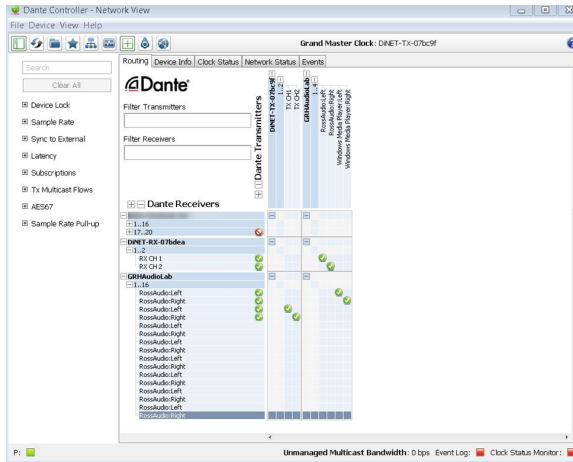 Dante Controller - Network View
File Device View Help
Grand Master Clock: DiNET-TX-07bc9f
Routing Device Info Clock Status Network Status Events
Search
Clear All
Device Lock
Sample Rate
Sync to External
Latency
Subscriptions
Tx Multicast Flows
AES67
Sample Rate Pull-up
Dante
Filter Transmitters
Filter Receivers
Dante Transmitters
DiNET-TX-07bc9f
1..2
TX CH1
TX CH2
GRHAudioLab
1..4
RossAudio:Left
RossAudio:Right
Windows Media Player:Left
Windows Media Player:Right
Dante Receivers
1..16
17..20
DiNET-RX-07bdea
1..2
RX CH 1
RX CH 2
GRHAudioLab
1..16
RossAudio:Left
RossAudio:Right
RossAudio:Left
RossAudio:Right
RossAudio:Left
RossAudio:Right
RossAudio:Left
RossAudio:Right
RossAudio:Left
RossAudio:Right
RossAudio:Left
RossAudio:Right
RossAudio:Left
RossAudio:Right
RossAudio:Left
RossAudio:Right
P:
Unmanaged Multicast Bandwidth: 0 bps Event Log: Clock Status Monitor: